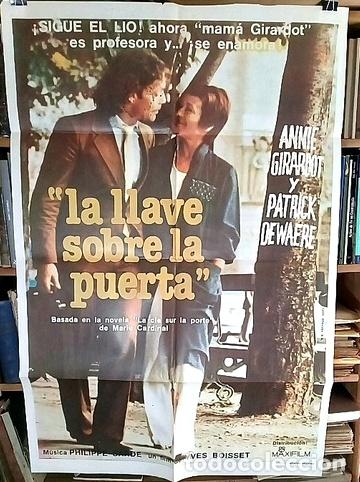 ¡SIGUE EL LIO! ahora "mamá Girardot"
es profesora y... ¡se enamora!
ANNIE
GIRARDOT
Y
PATRICK
DEWAERE
"la llave
sobre la
puerta"
Basada en la novela "La cle sur la porte"
de Marie Cardinal
Música PHILIPPE SARDE
YVES BOISSET
Distribución:
MAXIFILM
todocoleccion.net